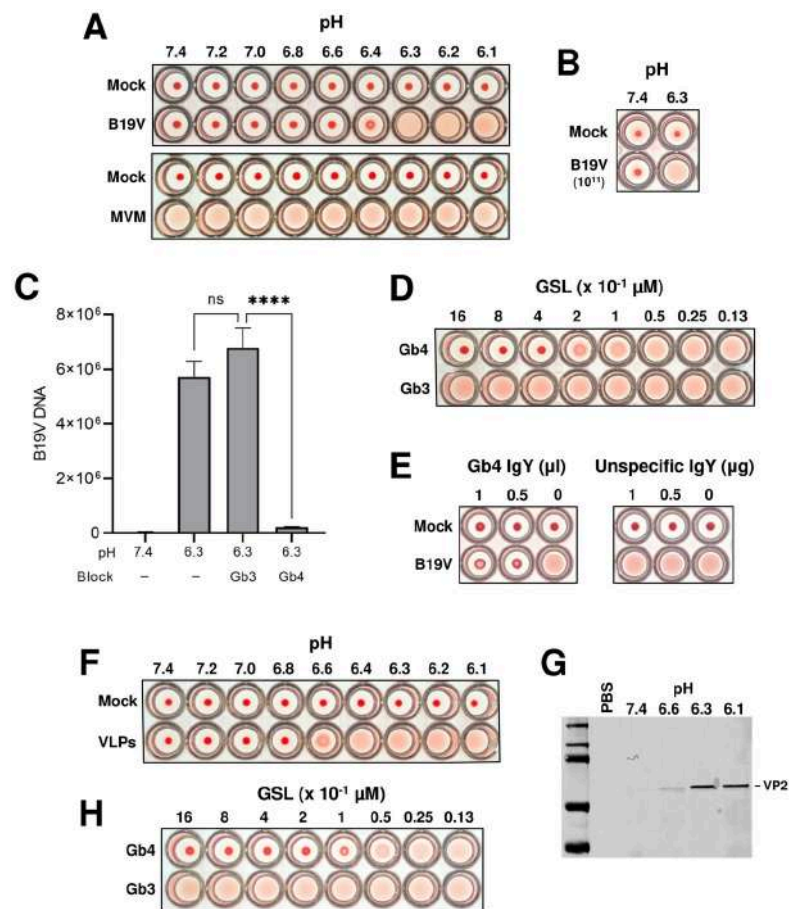 A
pH
7.4 7.2 7.0 6.8 6.6 6.4 6.3 6.2 6.1
Mock
B19V
Mock
MVM
B
pH
7.4 6.3
Mock
B19V
(10¹¹)
C
ns ****
8×10⁶
6×10⁶
4×10⁶
2×10⁶
0
B19V DNA
pH 7.4 6.3 6.3 6.3
Block – – Gb3 Gb4
D
GSL (x 10⁻¹ µM)
16 8 4 2 1 0.5 0.25 0.13
Gb4
Gb3
E
Gb4 IgY (µl) Unspecific IgY (µg)
1 0.5 0 1 0.5 0
Mock
B19V
F
pH
7.4 7.2 7.0 6.8 6.6 6.4 6.3 6.2 6.1
Mock
VLPs
G
PBS
pH
7.4 6.6 6.3 6.1
– VP2
H
GSL (x 10⁻¹ µM)
16 8 4 2 1 0.5 0.25 0.13
Gb4
Gb3